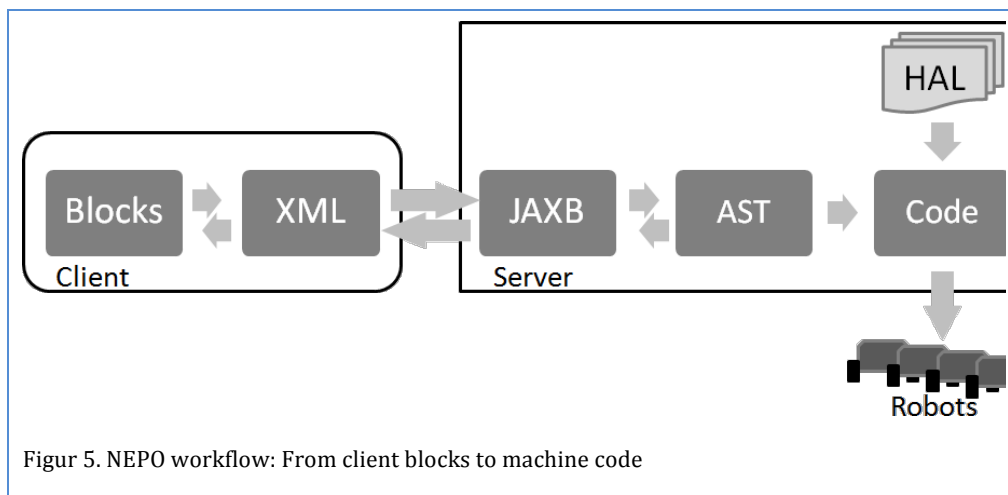 HAL
Blocks
XML
JAXB
AST
Code
Client
Server
Robots
Figur 5. NEPO workflow: From client blocks to machine code